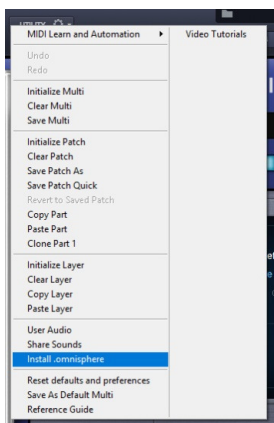 UTILITY
MIDI Learn and Automation
Video Tutorials
Undo
Redo
Initialize Multi
Clear Multi
Save Multi
Initialize Patch
Clear Patch
Save Patch As
Save Patch Quick
Revert to Saved Patch
Copy Part
Paste Part
Clone Part 1
Initialize Layer
Clear Layer
Copy Layer
Paste Layer
User Audio
Share Sounds
Install .omnisphere
Reset defaults and preferences
Save As Default Multi
Reference Guide